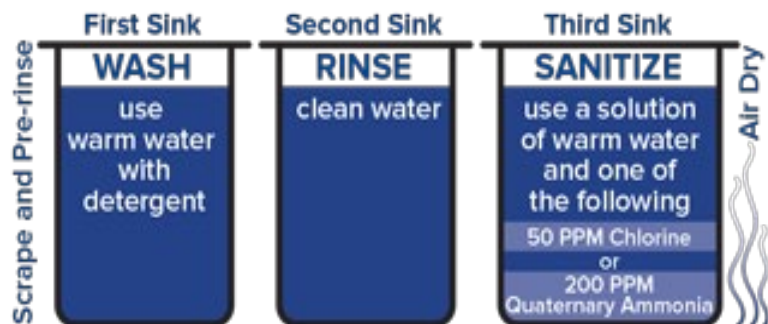 Scrape and Pre-rinse
First Sink
WASH
use
warm water
with
detergent
Second Sink
RINSE
clean water
Third Sink
SANITIZE
use a solution
of warm water
and one of
the following
50 PPM Chlorine
or
200 PPM
Quaternary Ammonia
Air Dry